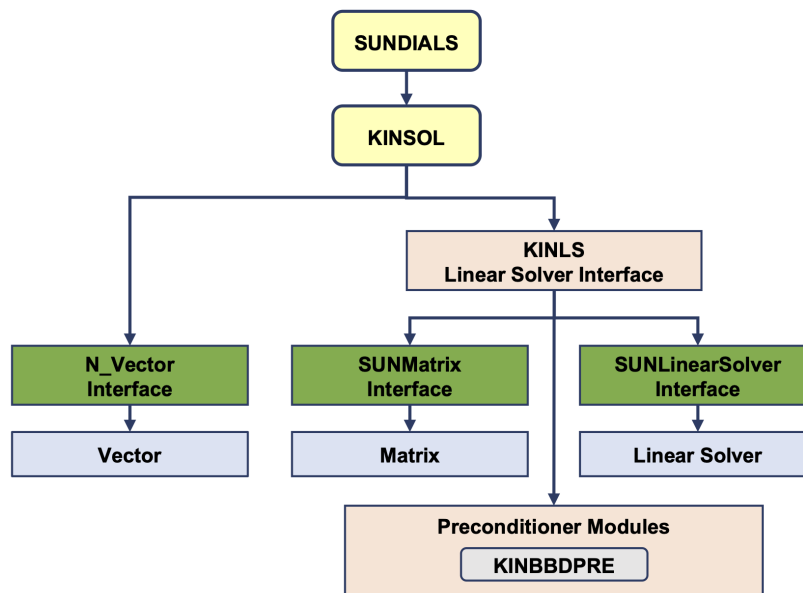 SUNDIALS
KINSOL
KINLS
Linear Solver Interface
N_Vector
Interface
SUNMatrix
Interface
SUNLinearSolver
Interface
Vector
Matrix
Linear Solver
Preconditioner Modules
KINBBDPRE